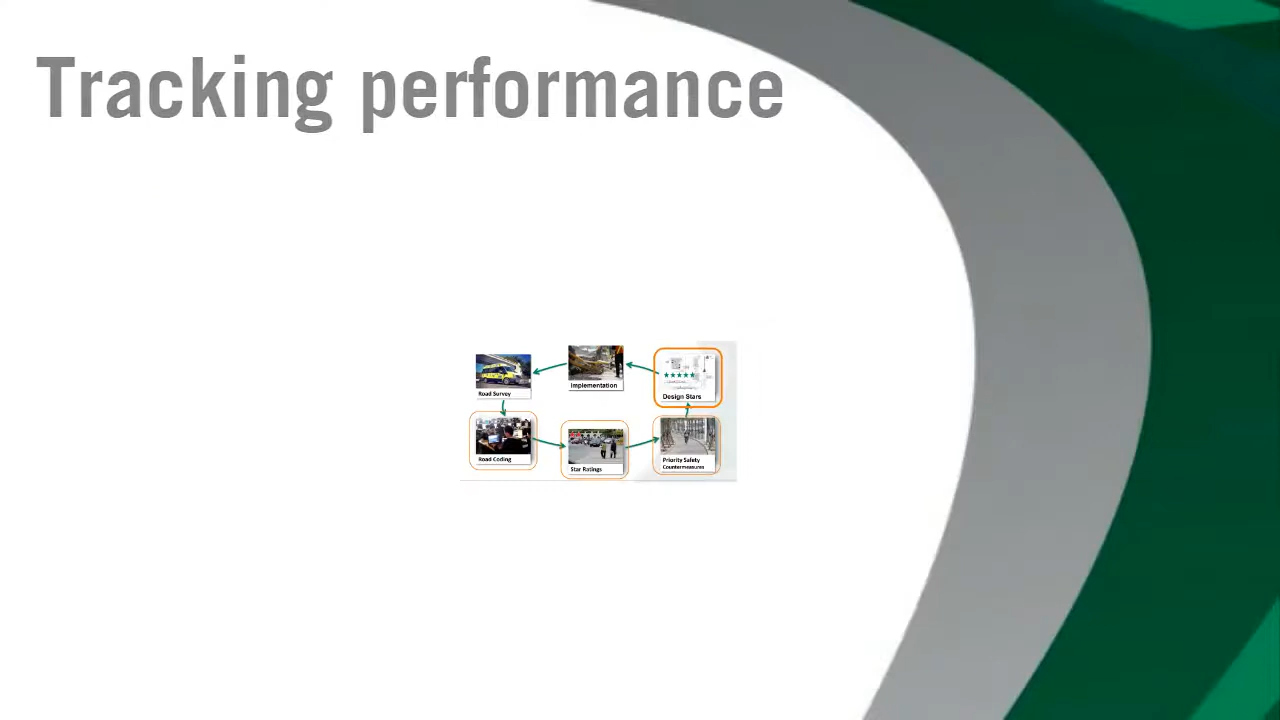 Tracking performance
Road Survey
Implementation
Design Stars
Road Coding
Star Ratings
Priority Safety
Countermeasures